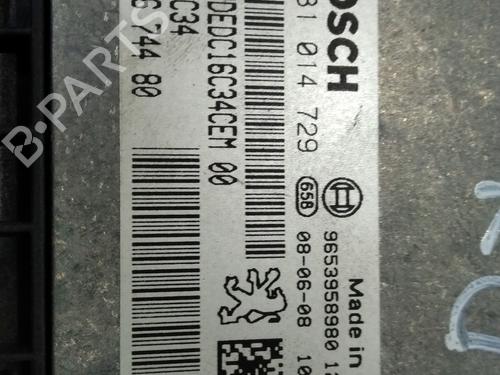 BOSCH
81 014 729
DEDC16C34CEM 00
C34
744 80
658
Made in
9653958980
08-06-08
B-PARTS